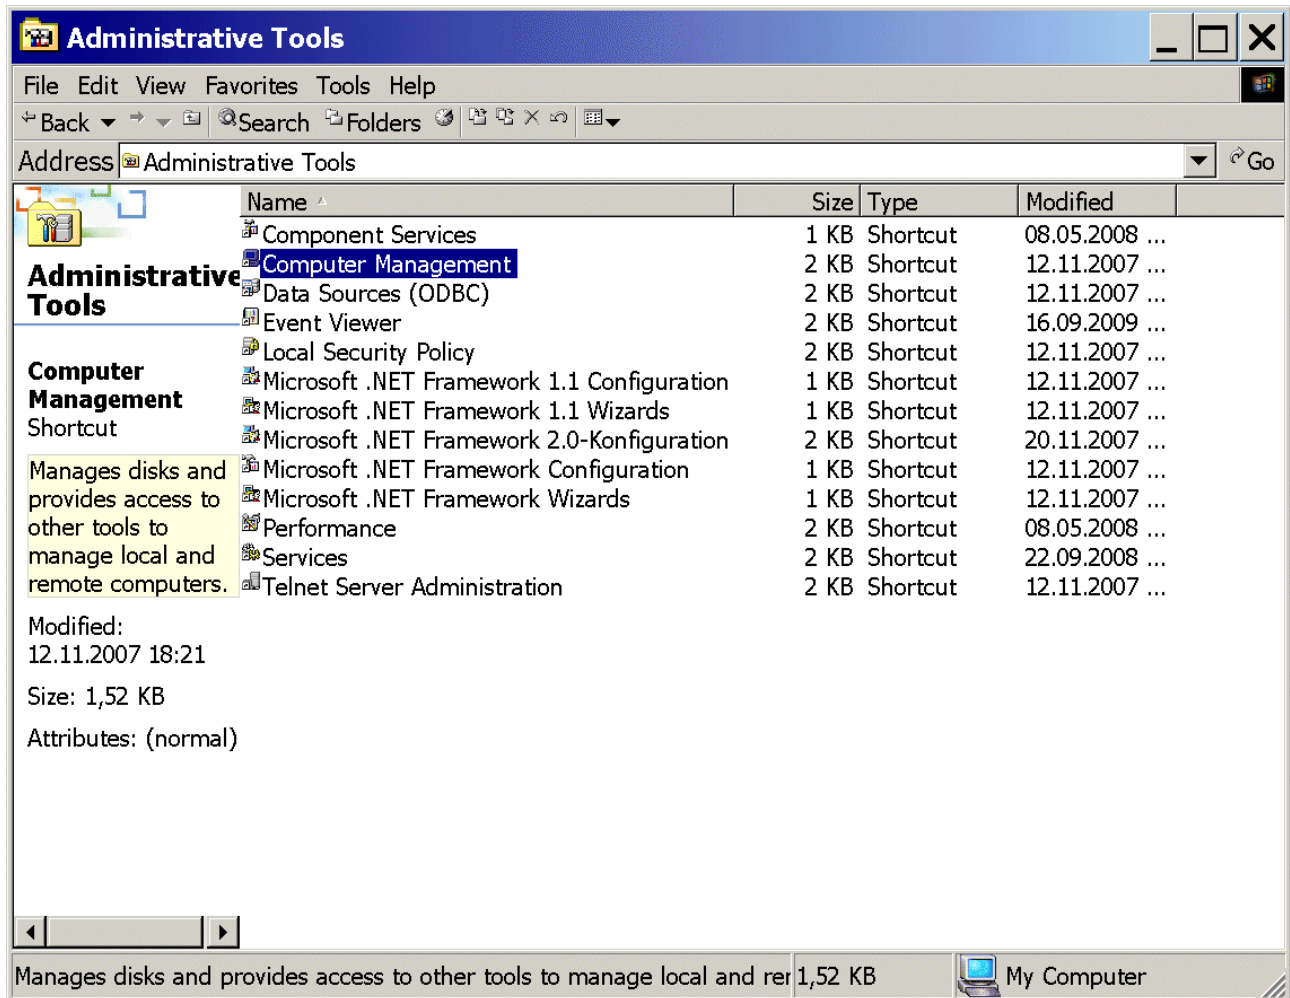 Administrative Tools
File Edit View Favorites Tools Help
Back Search Folders
Address Administrative Tools Go
Name Size Type Modified
Component Services 1 KB Shortcut 08.05.2008 ...
Computer Management 2 KB Shortcut 12.11.2007 ...
Data Sources (ODBC) 2 KB Shortcut 12.11.2007 ...
Event Viewer 2 KB Shortcut 16.09.2009 ...
Local Security Policy 2 KB Shortcut 12.11.2007 ...
Microsoft .NET Framework 1.1 Configuration 1 KB Shortcut 12.11.2007 ...
Microsoft .NET Framework 1.1 Wizards 1 KB Shortcut 12.11.2007 ...
Microsoft .NET Framework 2.0-Konfiguration 2 KB Shortcut 20.11.2007 ...
Microsoft .NET Framework Configuration 1 KB Shortcut 12.11.2007 ...
Microsoft .NET Framework Wizards 1 KB Shortcut 12.11.2007 ...
Performance 2 KB Shortcut 08.05.2008 ...
Services 2 KB Shortcut 22.09.2008 ...
Telnet Server Administration 2 KB Shortcut 12.11.2007 ...
Administrative
Tools
Computer
Management
Shortcut
Manages disks and
provides access to
other tools to
manage local and
remote computers.
Modified:
12.11.2007 18:21
Size: 1,52 KB
Attributes: (normal)
Manages disks and provides access to other tools to manage local and rer 1,52 KB My Computer